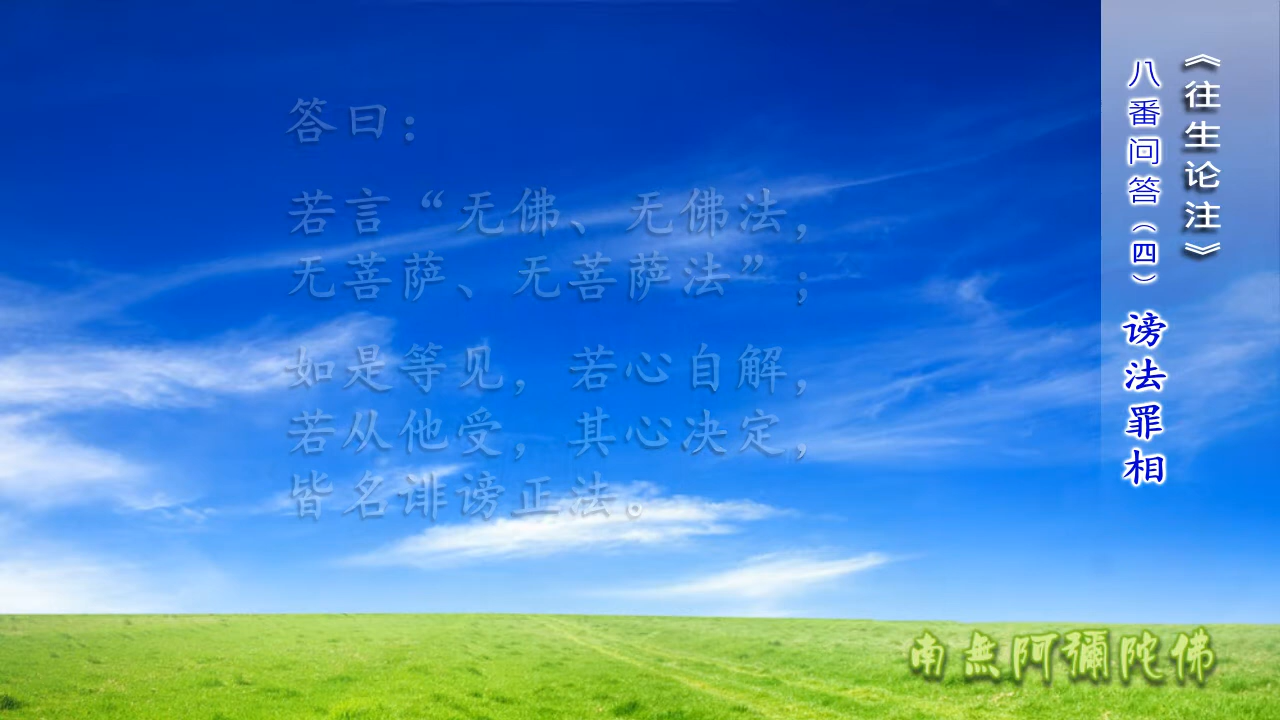 《往生论注》
八番问答（四）谤法罪相
答曰：
若言“无佛、无佛法，
无菩萨、无菩萨法”；
如是等见，若心自解，
若从他受，其心决定，
皆名诽谤正法。
南無阿彌陀佛